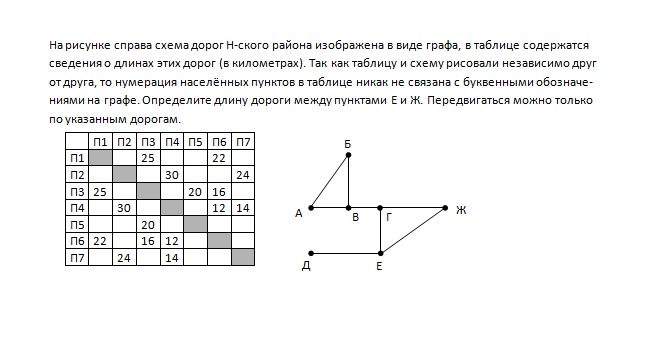 На рисунке справа схема дорог Н-ского района изображена в виде графа, в таблице содержатся
сведения о длинах этих дорог (в километрах). Так как таблицу и схему рисовали независимо друг
от друга, то нумерация населённых пунктов в таблице никак не связана с буквенными обозначе-
ниями на графе. Определите длину дороги между пунктами Е и Ж. Передвигаться можно только
по указанным дорогам.
П1 П2 П3 П4 П5 П6 П7
П1 25 22
П2 30 24
П3 25 20 16
П4 30 12 14
П5 20
П6 22 16 12
П7 24 14
Б
А В Г Ж
Д Е